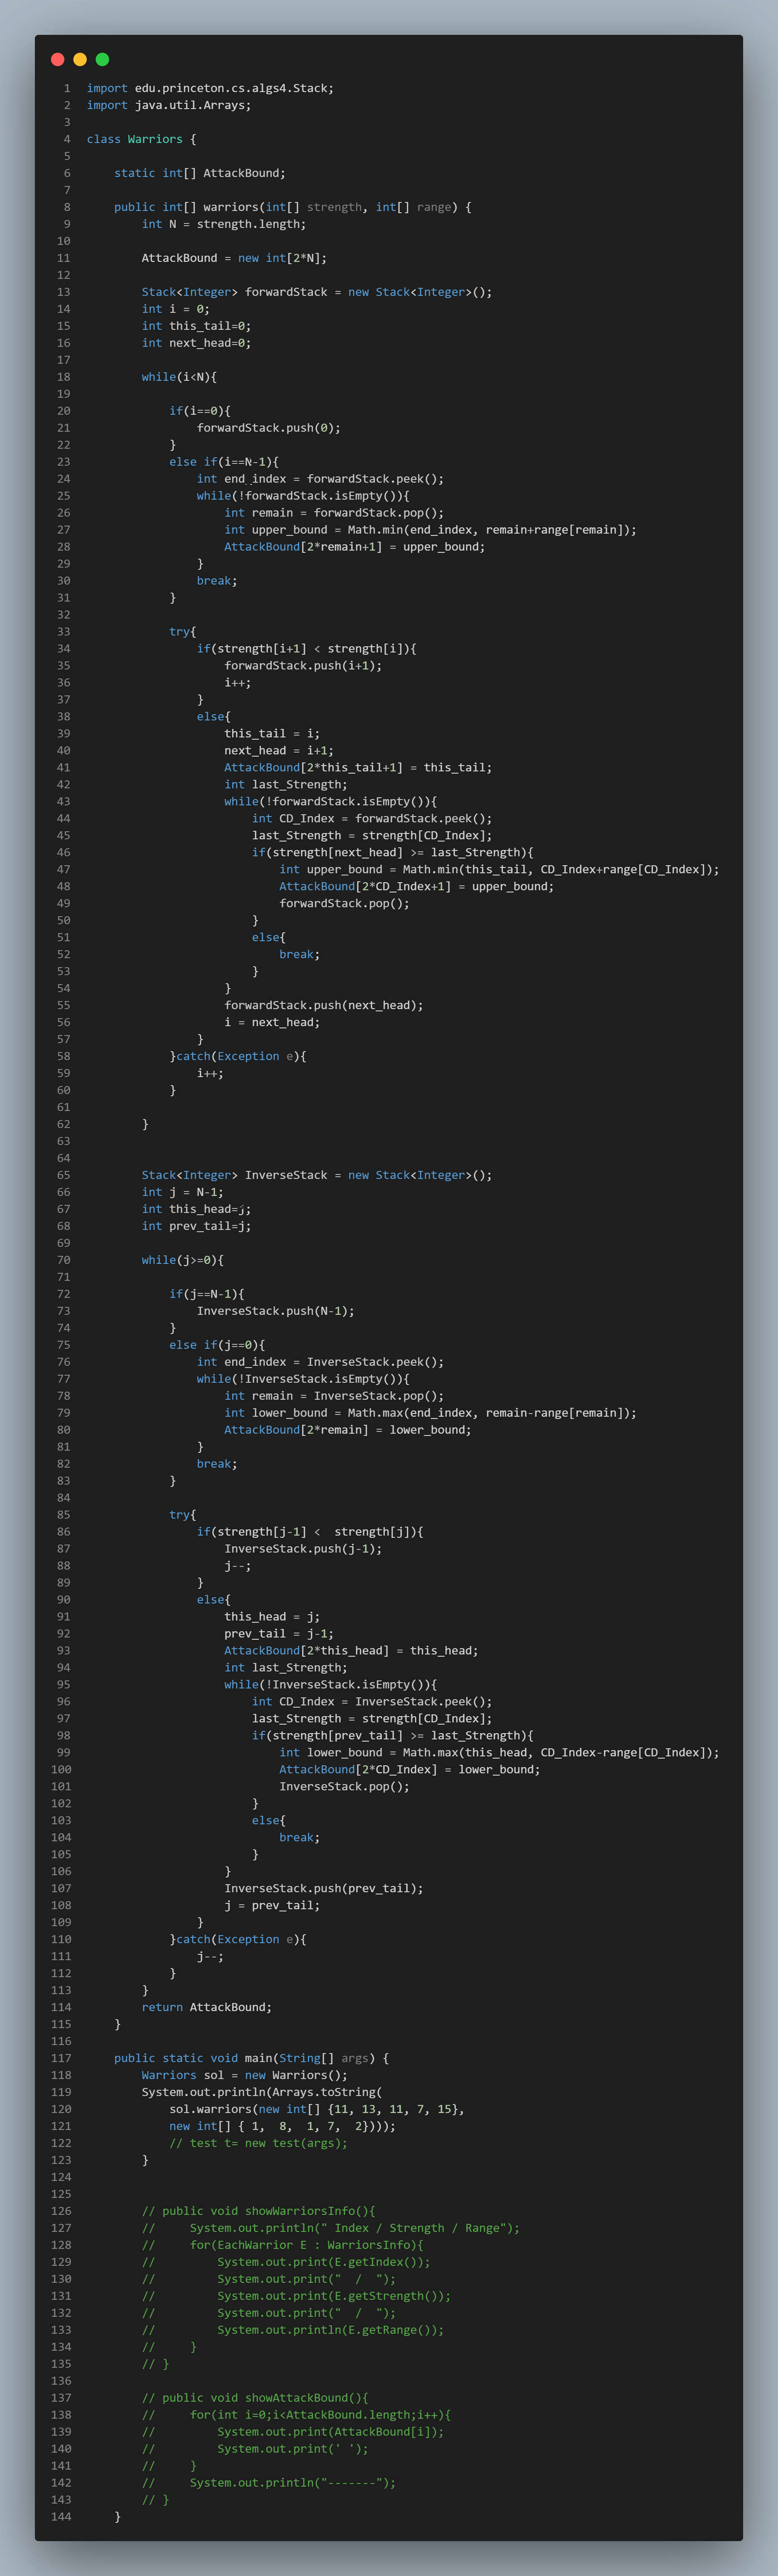 1 import edu.princeton.cs.algs4.Stack;
2 import java.util.Arrays;
3
4 class Warriors {
5
6     static int[] AttackBound;
7
8     public int[] warriors(int[] strength, int[] range) {
9         int N = strength.length;
10
11         AttackBound = new int[2*N];
12
13         Stack<Integer> forwardStack = new Stack<Integer>();
14         int i = 0;
15         int this_tail=0;
16         int next_head=0;
17
18         while(i<N){
19
20             if(i==0){
21                 forwardStack.push(0);
22             }
23             else if(i==N-1){
24                 int end_index = forwardStack.peek();
25                 while(!forwardStack.isEmpty()){
26                     int remain = forwardStack.pop();
27                     int upper_bound = Math.min(end_index, remain+range[remain]);
28                     AttackBound[2*remain+1] = upper_bound;
29                 }
30                 break;
31             }
32
33             try{
34                 if(strength[i+1] < strength[i]){
35                     forwardStack.push(i+1);
36                     i++;
37                 }
38                 else{
39                     this_tail = i;
40                     next_head = i+1;
41                     AttackBound[2*this_tail+1] = this_tail;
42                     int last_Strength;
43                     while(!forwardStack.isEmpty()){
44                         int CD_Index = forwardStack.peek();
45                         last_Strength = strength[CD_Index];
46                         if(strength[next_head] >= last_Strength){
47                             int upper_bound = Math.min(this_tail, CD_Index+range[CD_Index]);
48                             AttackBound[2*CD_Index+1] = upper_bound;
49                             forwardStack.pop();
50                         }
51                         else{
52                             break;
53                         }
54                     }
55                     forwardStack.push(next_head);
56                     i = next_head;
57                 }
58             }catch(Exception e){
59                 i++;
60             }
61
62         }
63
64
65         Stack<Integer> InverseStack = new Stack<Integer>();
66         int j = N-1;
67         int this_head=j;
68         int prev_tail=j;
69
70         while(j>=0){
71
72             if(j==N-1){
73                 InverseStack.push(N-1);
74             }
75             else if(j==0){
76                 int end_index = InverseStack.peek();
77                 while(!InverseStack.isEmpty()){
78                     int remain = InverseStack.pop();
79                     int lower_bound = Math.max(end_index, remain-range[remain]);
80                     AttackBound[2*remain] = lower_bound;
81                 }
82                 break;
83             }
84
85             try{
86                 if(strength[j-1] <  strength[j]){
87                     InverseStack.push(j-1);
88                     j--;
89                 }
90                 else{
91                     this_head = j;
92                     prev_tail = j-1;
93                     AttackBound[2*this_head] = this_head;
94                     int last_Strength;
95                     while(!InverseStack.isEmpty()){
96                         int CD_Index = InverseStack.peek();
97                         last_Strength = strength[CD_Index];
98                         if(strength[prev_tail] >= last_Strength){
99                             int lower_bound = Math.max(this_head, CD_Index-range[CD_Index]);
100                             AttackBound[2*CD_Index] = lower_bound;
101                             InverseStack.pop();
102                         }
103                         else{
104                             break;
105                         }
106                     }
107                     InverseStack.push(prev_tail);
108                     j = prev_tail;
109                 }
110             }catch(Exception e){
111                 j--;
112             }
113         }
114         return AttackBound;
115     }
116
117     public static void main(String[] args) {
118         Warriors sol = new Warriors();
119         System.out.println(Arrays.toString(
120             sol.warriors(new int[] {11, 13, 11, 7, 15},
121             new int[] { 1,  8,  1, 7,  2})));
122             // test t= new test(args);
123         }
124
125
126         // public void showWarriorsInfo(){
127         //     System.out.println(" Index / Strength / Range");
128         //     for(EachWarrior E : WarriorsInfo){
129         //         System.out.print(E.getIndex());
130         //         System.out.print("  /  ");
131         //         System.out.print(E.getStrength());
132         //         System.out.print("  /  ");
133         //         System.out.println(E.getRange());
134         //     }
135         // }
136
137         // public void showAttackBound(){
138         //     for(int i=0;i<AttackBound.length;i++){
139         //         System.out.print(AttackBound[i]);
140         //         System.out.print(' ');
141         //     }
142         //     System.out.println("-------");
143         // }
144     }